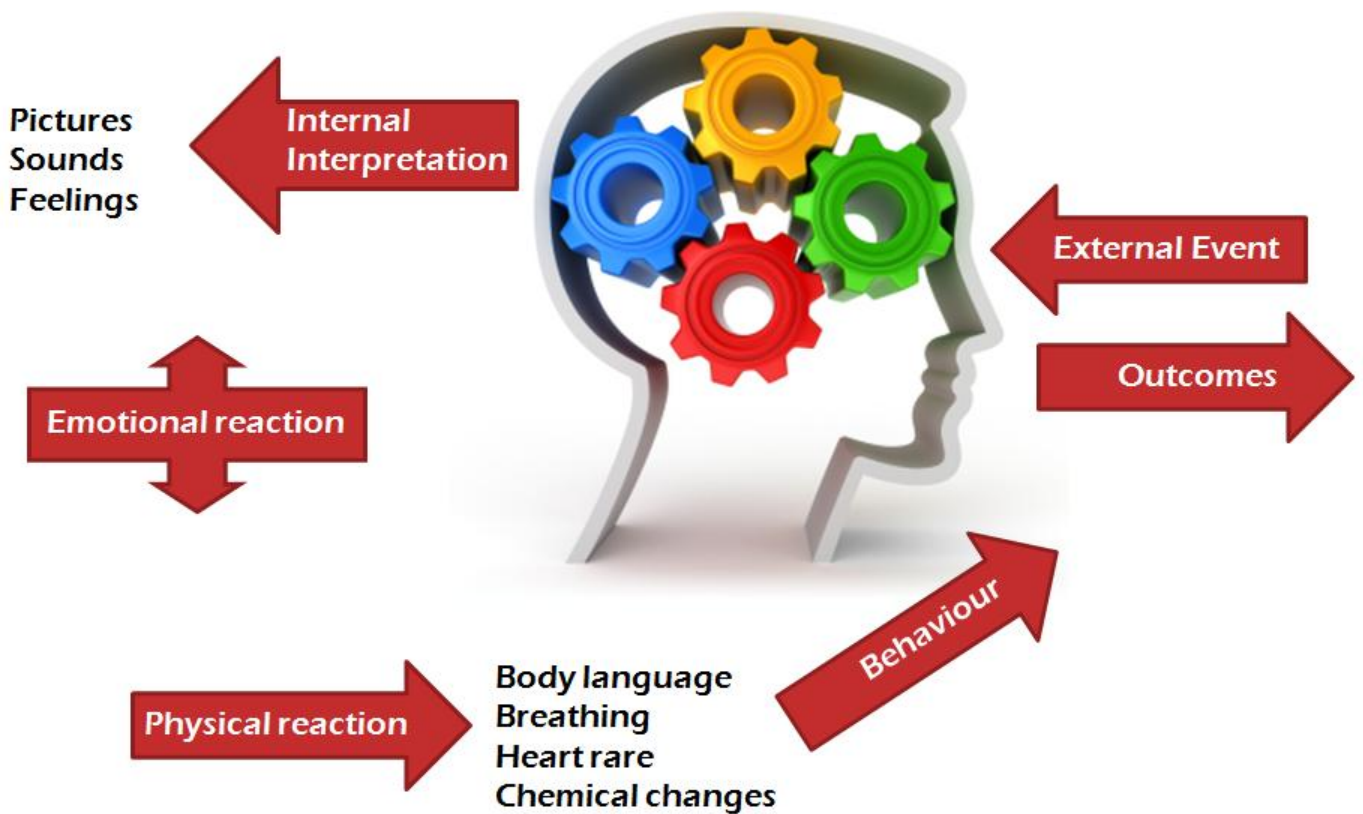 Pictures
Sounds
Feelings
Internal
Interpretation
External Event
Outcomes
Emotional reaction
Physical reaction
Body language
Breathing
Heart rare
Chemical changes
Behaviour